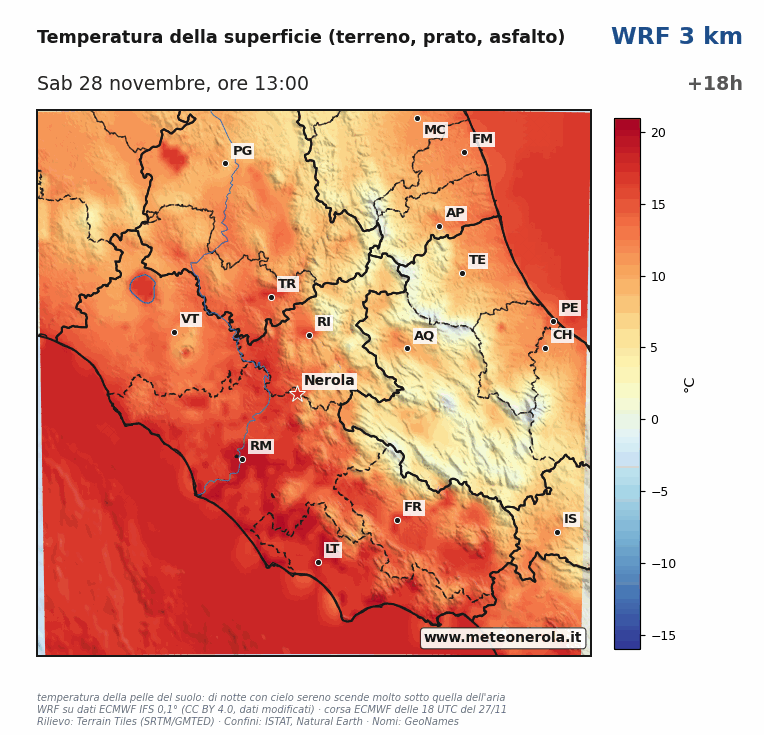 Temperatura della superficie (terreno, prato, asfalto)
WRF 3 km
Sab 28 novembre, ore 13:00
+18h
MC
FM
PG
AP
TE
TR
PE
VT
RI
AQ
CH
Nerola
RM
FR
IS
LT
www.meteonerola.it
20
15
10
5
0
−5
−10
−15
°C
temperatura della pelle del suolo: di notte con cielo sereno scende molto sotto quella dell'aria
WRF su dati ECMWF IFS 0,1° (CC BY 4.0, dati modificati) · corsa ECMWF delle 18 UTC del 27/11
Rilievo: Terrain Tiles (SRTM/GMTED) · Confini: ISTAT, Natural Earth · Nomi: GeoNames